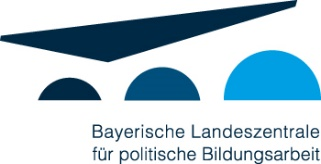 Bayerische Landeszentrale
für politische Bildungsarbeit